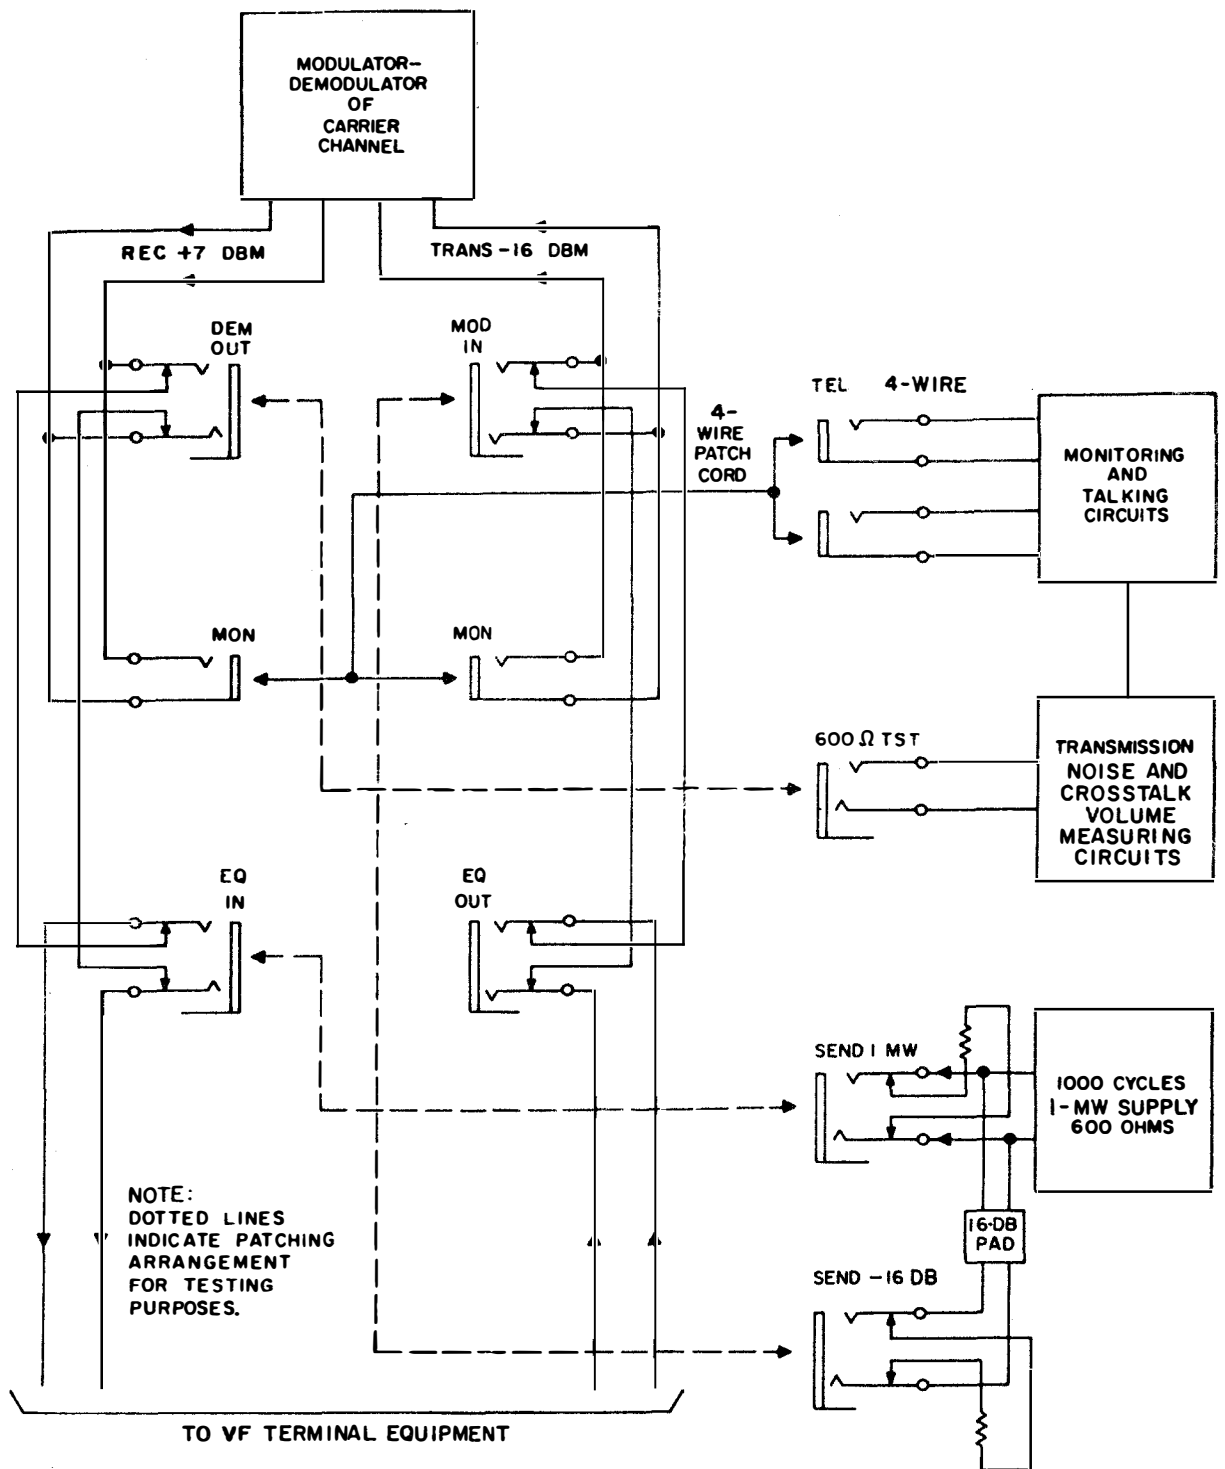 MODULATOR-
DEMODULATOR
OF
CARRIER
CHANNEL
REC +7 DBM
TRANS -16 DBM
DEM
OUT
MOD
IN
TEL 4-WIRE
4-
WIRE
PATCH
CORD
MONITORING
AND
TALKING
CIRCUITS
MON
MON
600 Ω TST
TRANSMISSION
NOISE AND
CROSSTALK
VOLUME
MEASURING
CIRCUITS
EQ
IN
EQ
OUT
SEND 1 MW
1000 CYCLES
1-MW SUPPLY
600 OHMS
NOTE:
DOTTED LINES
INDICATE PATCHING
ARRANGEMENT
FOR TESTING
PURPOSES.
16-DB
PAD
SEND -16 DB
TO VF TERMINAL EQUIPMENT